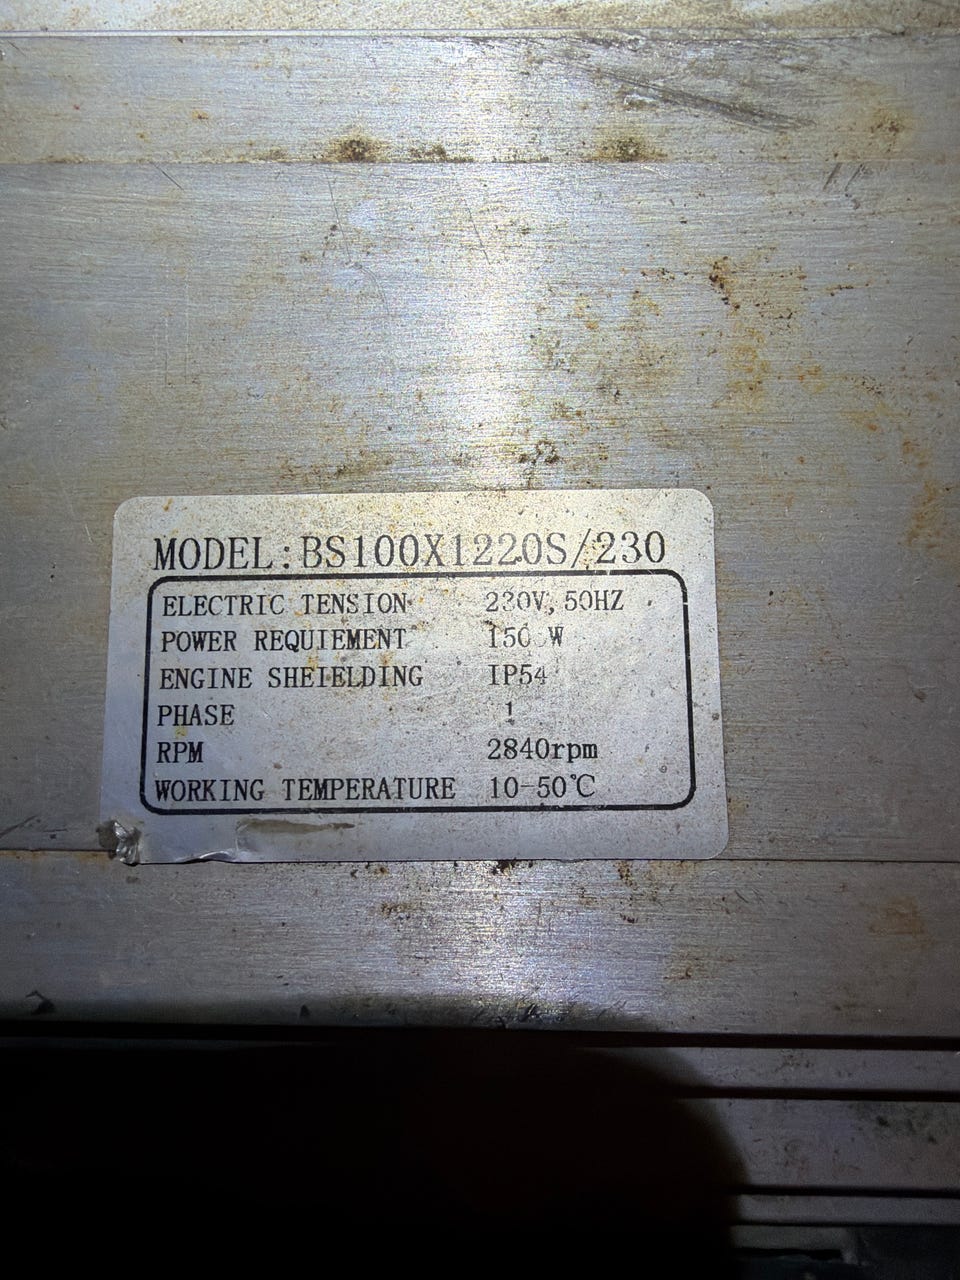 MODEL:BS100X1220S/230
ELECTRIC TENSION 230V,50HZ
POWER REQUIEMENT W
ENGINE SHEIELDING IP54
PHASE 1
RPM 2840rpm
WORKING TEMPERATURE 10-50℃